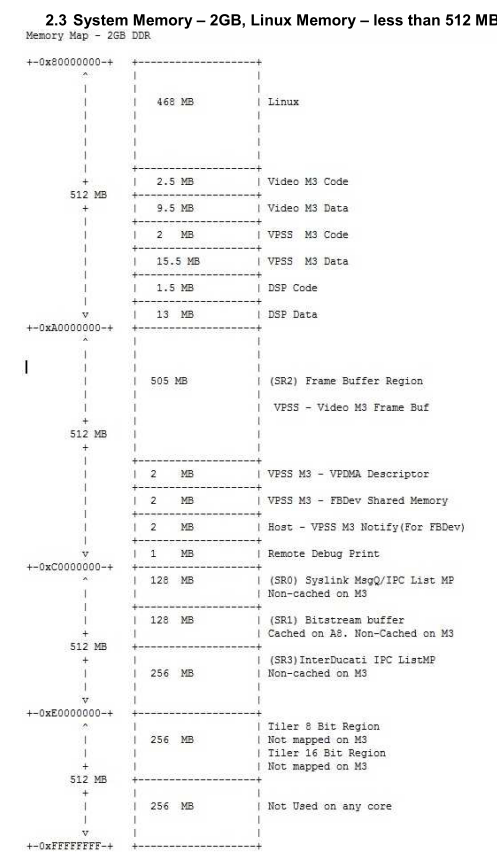 2.3 System Memory – 2GB, Linux Memory – less than 512 MB
Memory Map - 2GB DDR
+-0x80000000-+
468 MB Linux
2.5 MB Video M3 Code
512 MB
9.5 MB Video M3 Data
2 MB VPSS M3 Code
15.5 MB VPSS M3 Data
1.5 MB DSP Code
13 MB DSP Data
+-0xA0000000-+
505 MB (SR2) Frame Buffer Region
VPSS - Video M3 Frame Buf
512 MB
2 MB VPSS M3 - VPDMA Descriptor
2 MB VPSS M3 - FBDev Shared Memory
2 MB Host - VPSS M3 Notify(For FBDev)
1 MB Remote Debug Print
+-0xC0000000-+
128 MB (SR0) Syslink MsgQ/IPC List MP
Non-cached on M3
128 MB (SR1) Bitstream buffer
Cached on A8. Non-Cached on M3
512 MB
(SR3)InterDucati IPC ListMP
256 MB Non-cached on M3
+-0xE0000000-+
Tiler 8 Bit Region
256 MB Not mapped on M3
Tiler 16 Bit Region
Not mapped on M3
512 MB
256 MB Not Used on any core
+-0xFFFFFFFF-+